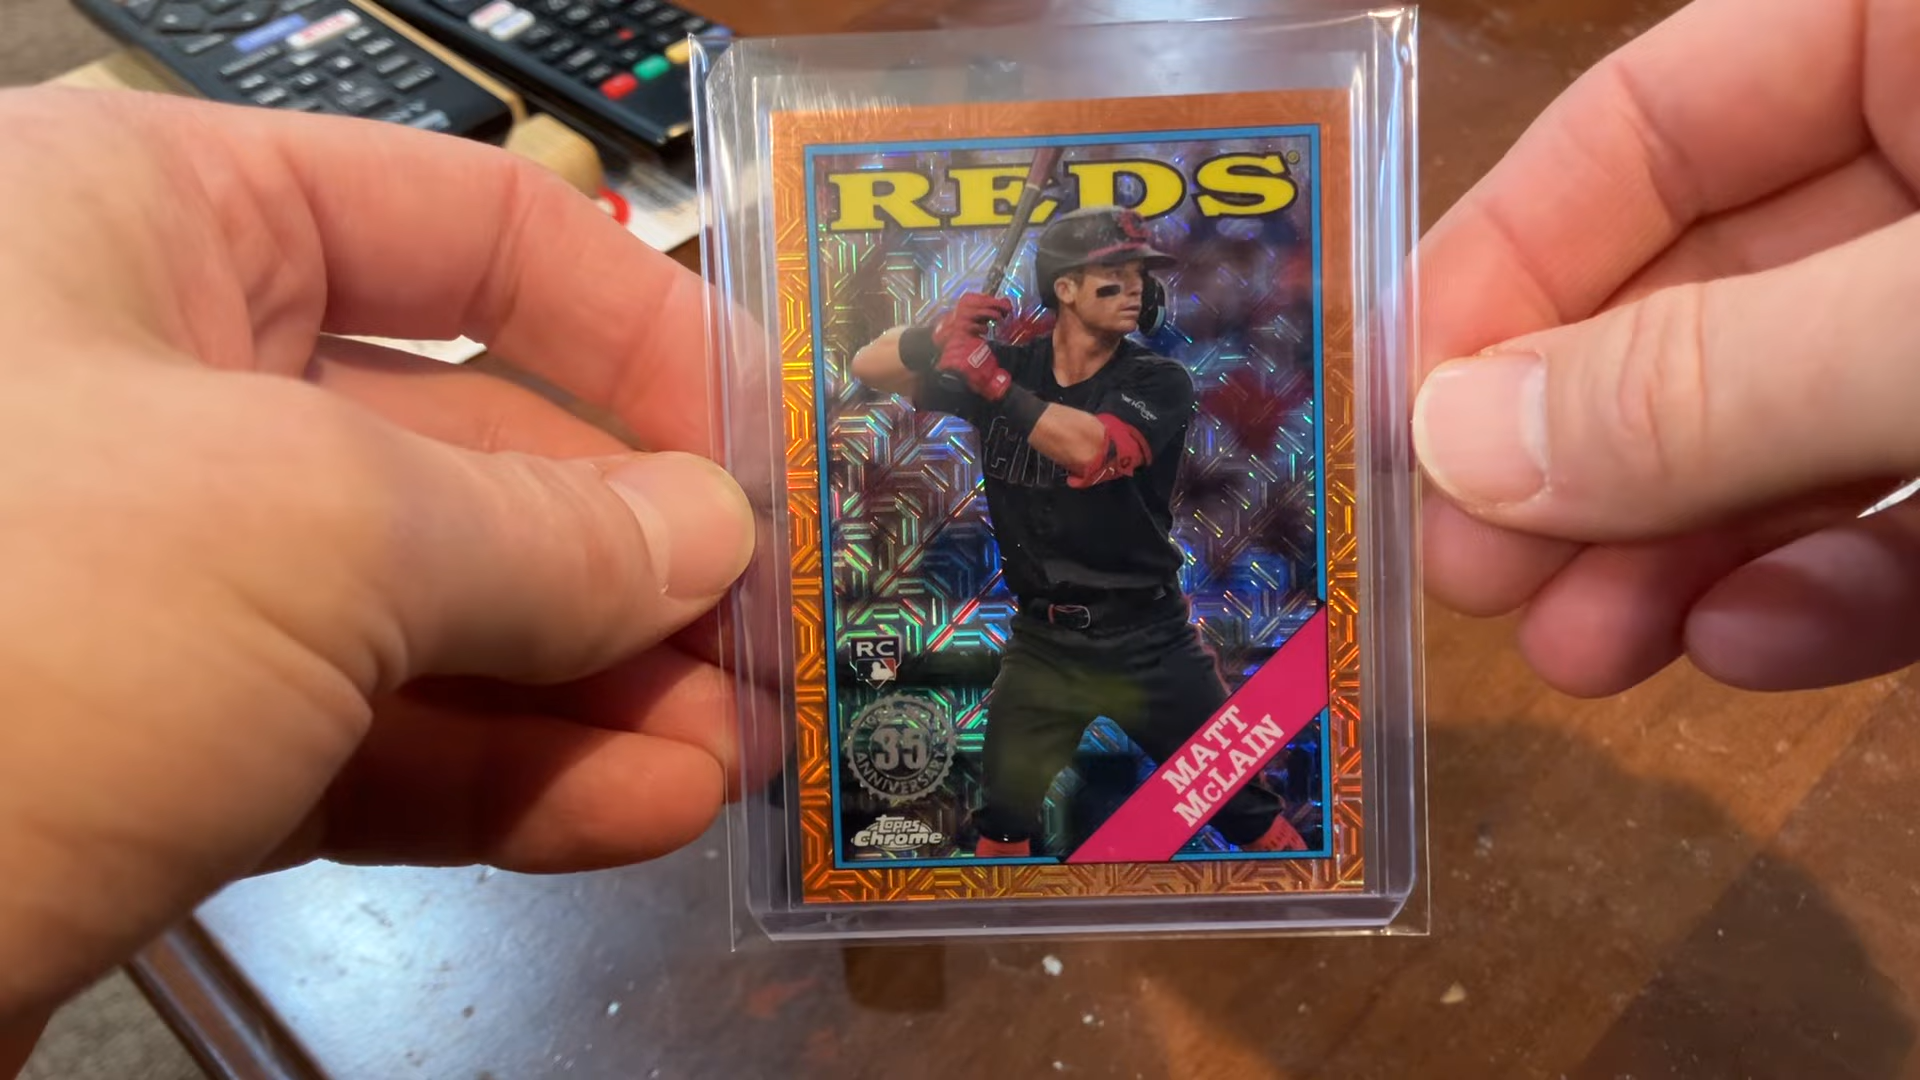 REDS®
RC
35
ANNIVERSARY
topps
Chrome
MATT
McLAIN